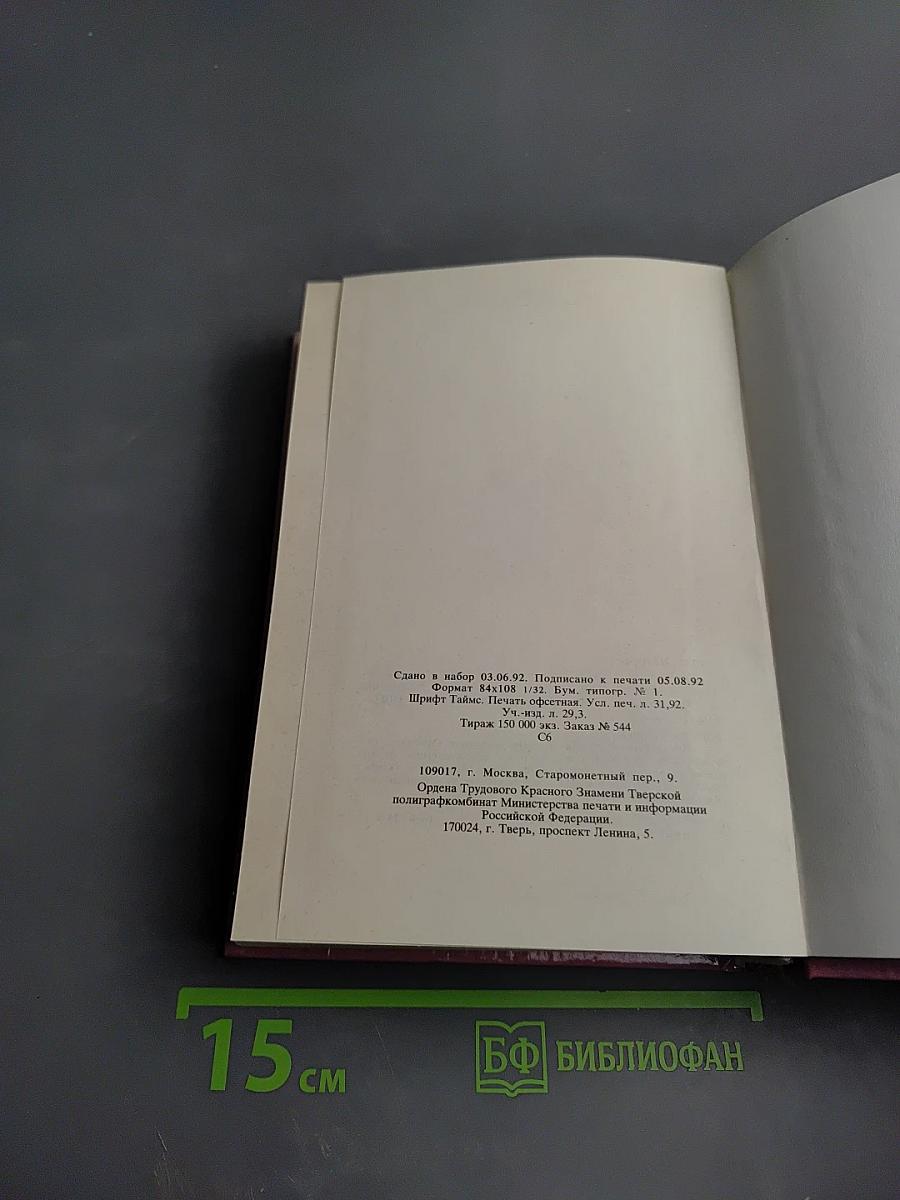 Сдано в набор 03.06.92. Подписано к печати 05.08.92
Формат 84x108 1/32. Бум. типогр. № 1.
Шрифт Таймс. Печать офсетная. Усл. печ. л. 31,92.
Уч.-изд. л. 29,3.
Тираж 150 000 экз. Заказ № 544
С6
109017, г. Москва, Старомонетный пер., 9.
Ордена Трудового Красного Знамени Тверской
полиграфкомбинат Министерства печати и информации
Российской Федерации.
170024, г. Тверь, проспект Ленина, 5.
15 см
БФ БИБЛИОФАН